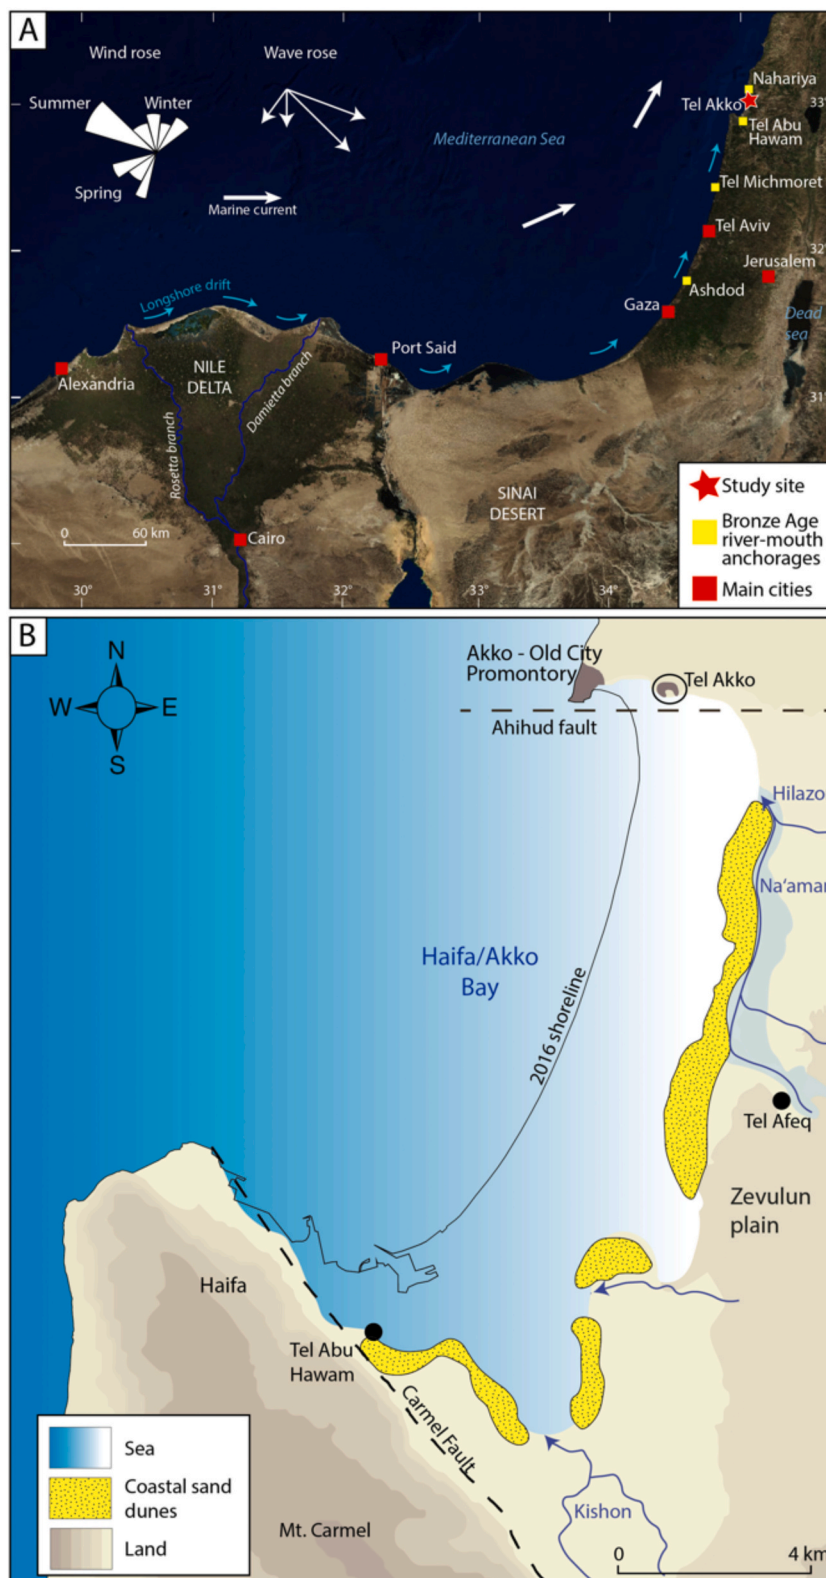 A
Wind rose
Wave rose
Summer
Winter
Spring
Marine current
Mediterranean Sea
Nahariya
Tel Akko
33°
Tel Abu
Hawam
Tel Michmoret
Tel Aviv
32°
Jerusalem
Ashdod
Gaza
Dead
sea
Longshore drift
Port Said
NILE
DELTA
Alexandria
31°
Rosetta branch
Damietta branch
SINAI
DESERT
0 60 km
Cairo
30° 31° 32° 33° 34°
Study site
Bronze Age
river-mouth
anchorages
Main cities
B
N
W E
S
Akko - Old City
Promontory
Tel Akko
Ahihud fault
Hilazo
Na'aman
Haifa/Akko
Bay
2016 shoreline
Tel Afeq
Zevulun
plain
Haifa
Tel Abu
Hawam
Carmel Fault
Kishon
Mt. Carmel
Sea
Coastal sand
dunes
Land
0 4 km